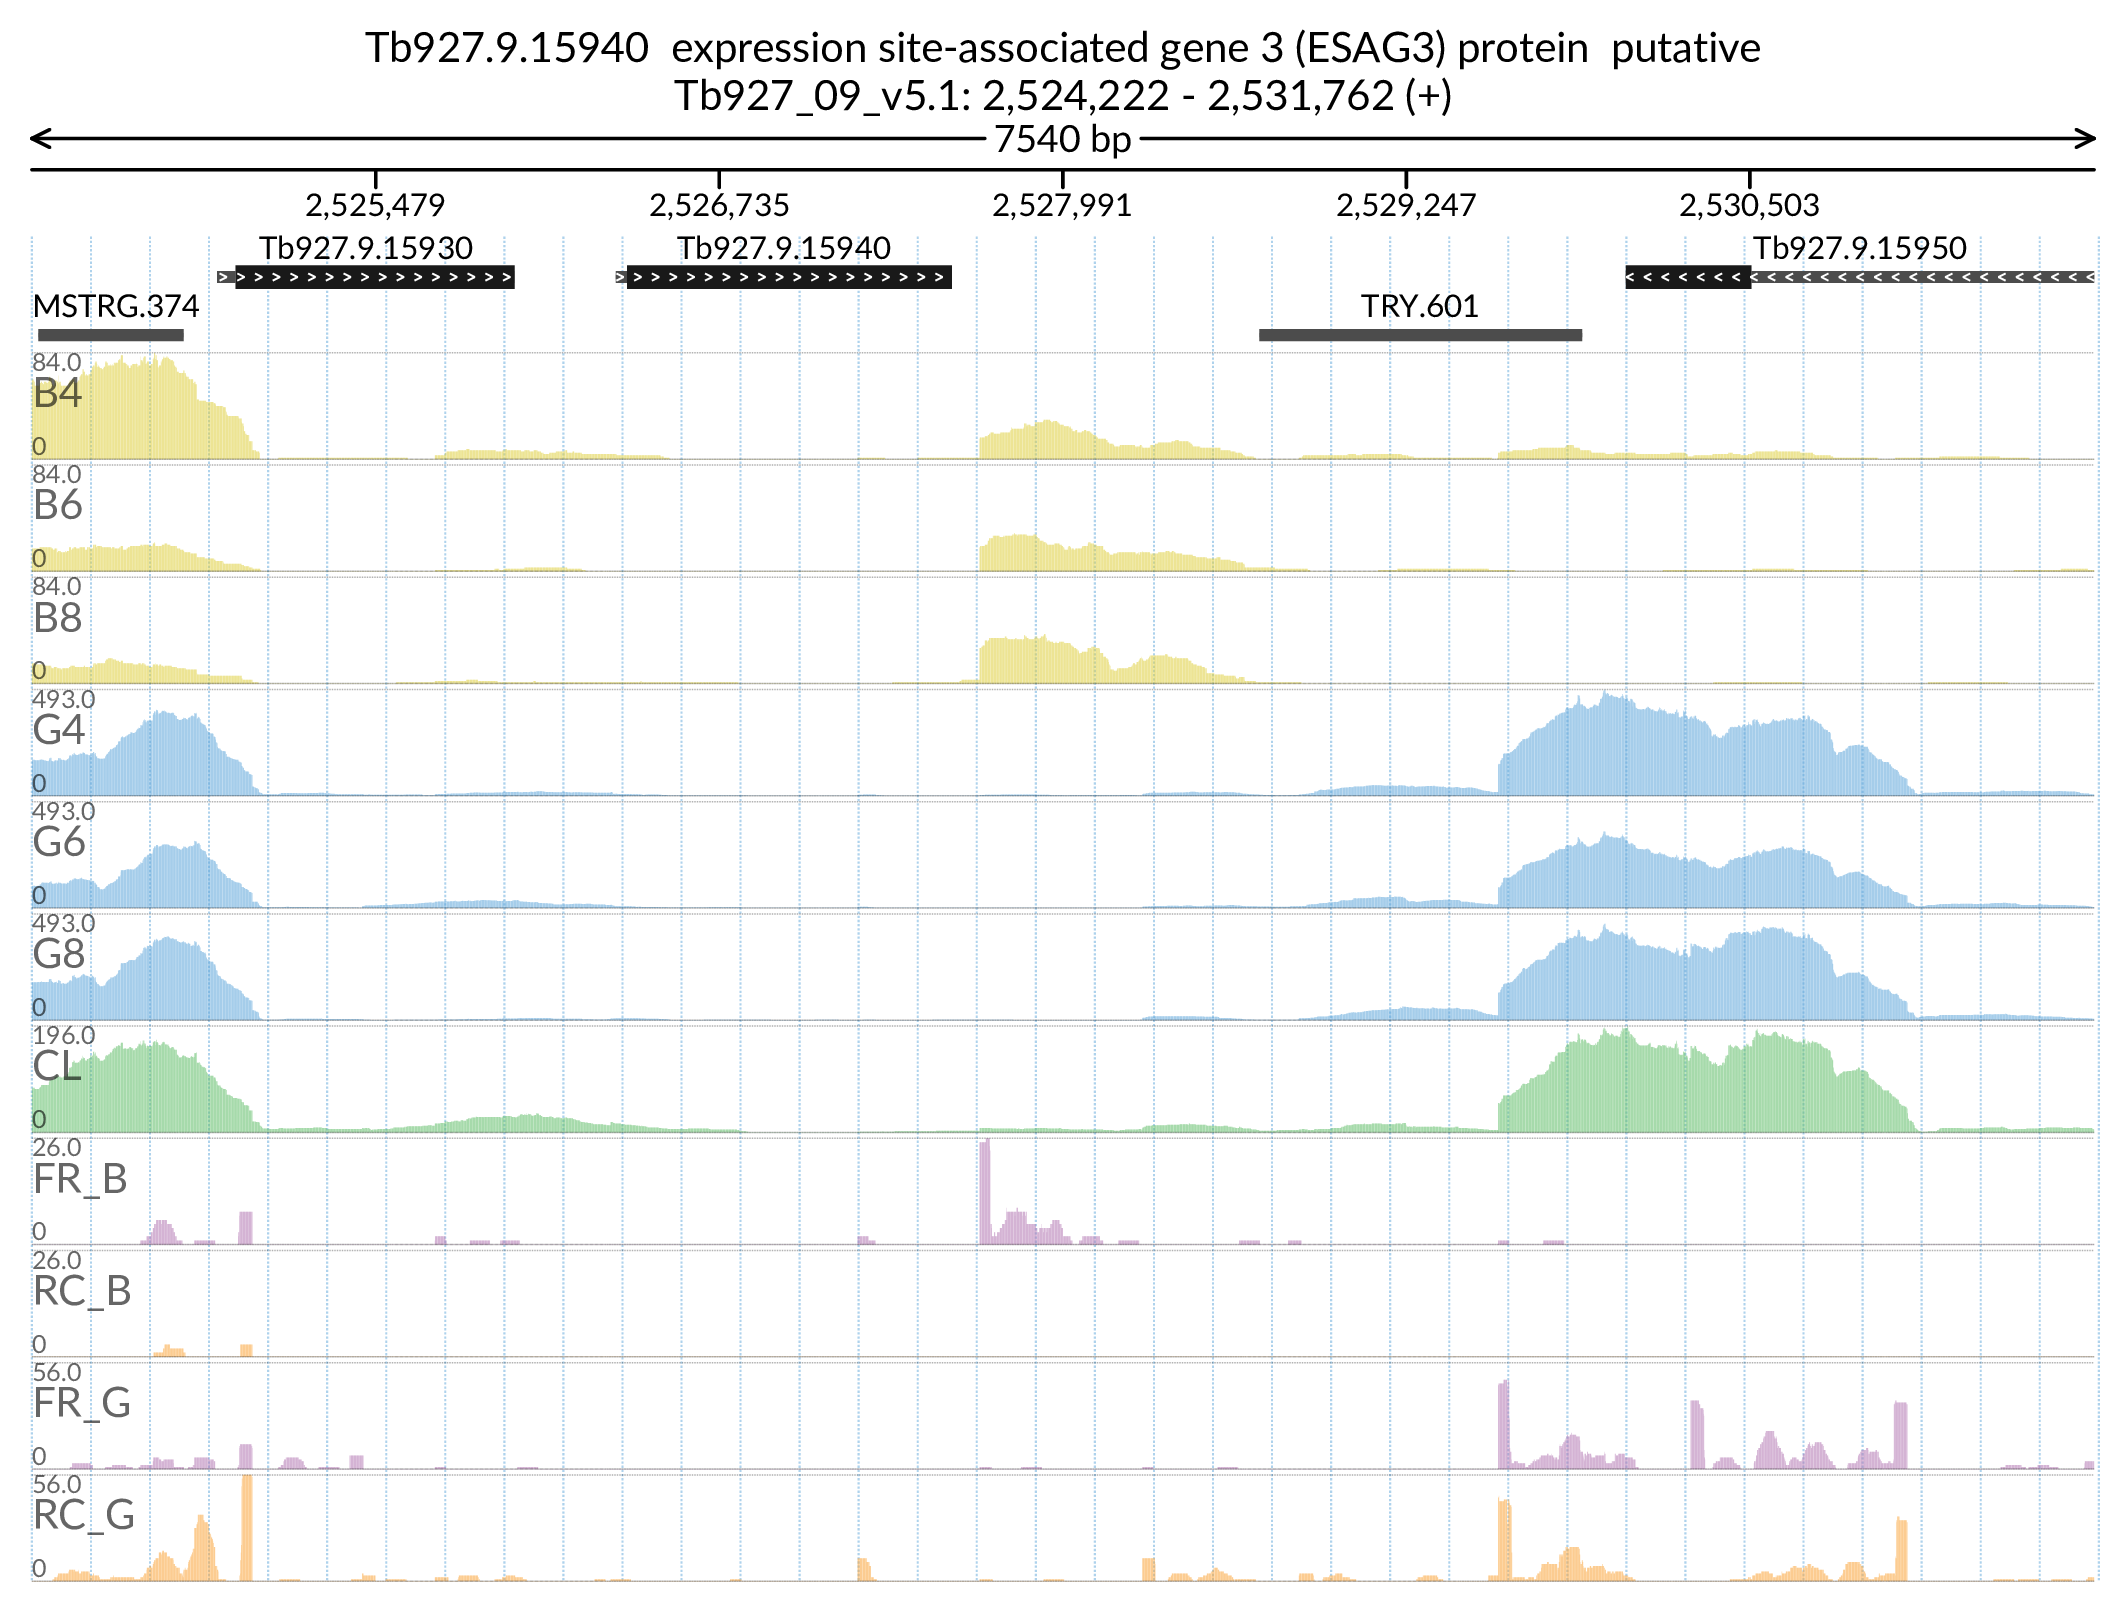 Tb927.9.15940  expression site-associated gene 3 (ESAG3) protein  putative
Tb927_09_v5.1: 2,524,222 - 2,531,762 (+)
7540 bp
2,525,479 2,526,735 2,527,991 2,529,247 2,530,503
Tb927.9.15930 Tb927.9.15940 Tb927.9.15950
MSTRG.374 TRY.601
84.0
B4
0
84.0
B6
0
84.0
B8
0
493.0
G4
0
493.0
G6
0
493.0
G8
0
196.0
CL
0
26.0
FR_B
0
26.0
RC_B
0
56.0
FR_G
0
56.0
RC_G
0